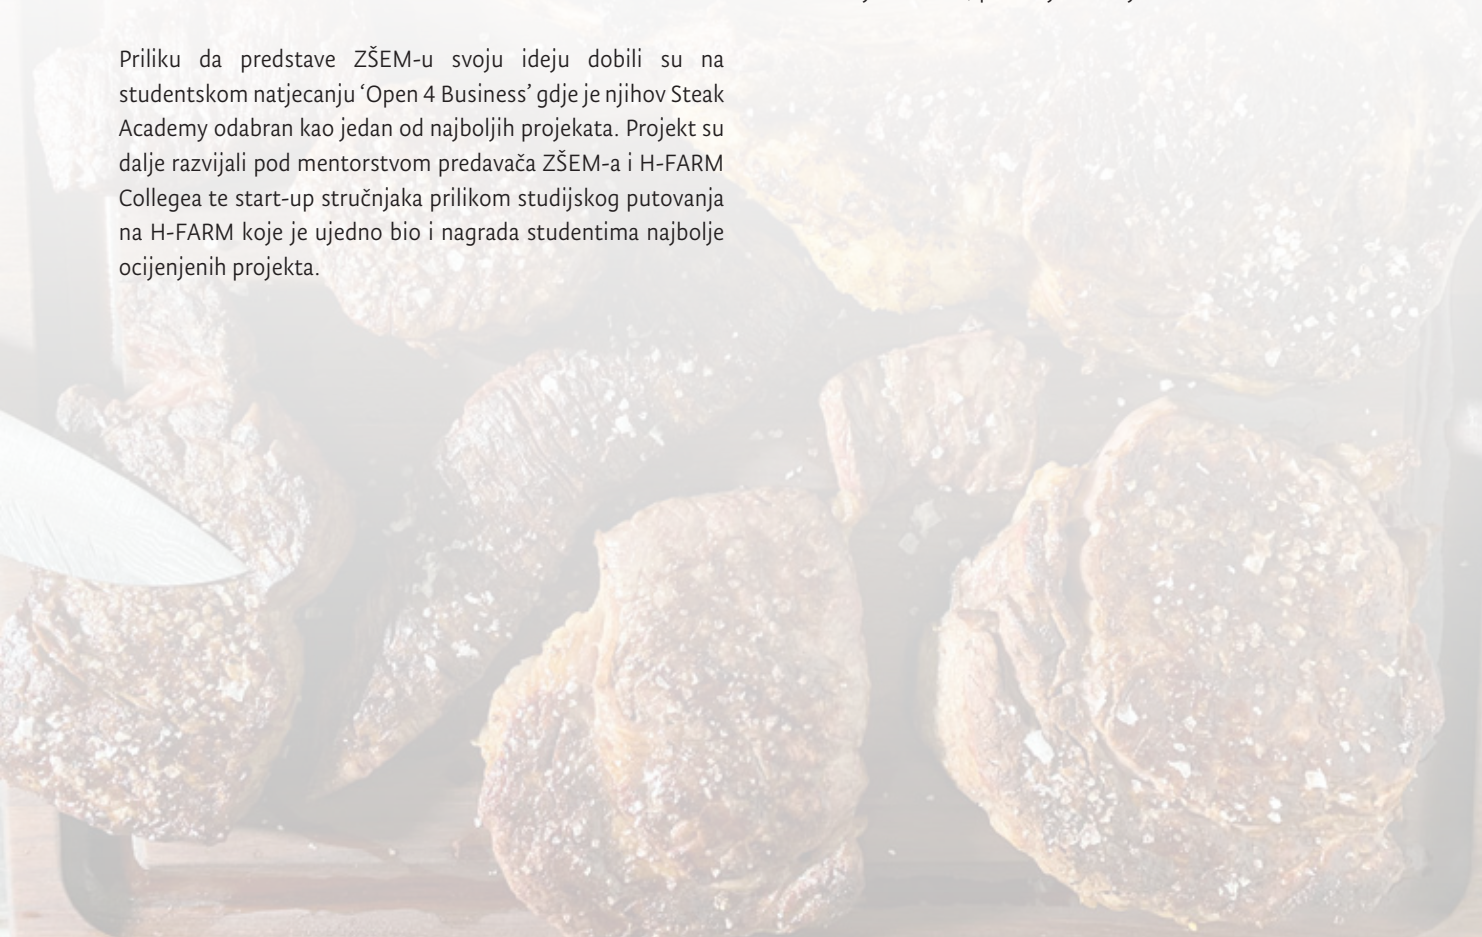 Priliku da predstave ZŠEM-u svoju ideju dobili su na
studentskom natjecanju ‘Open 4 Business’ gdje je njihov Steak
Academy odabran kao jedan od najboljih projekata. Projekt su
dalje razvijali pod mentorstvom predavača ZŠEM-a i H-FARM
Collegea te start-up stručnjaka prilikom studijskog putovanja
na H-FARM koje je ujedno bio i nagrada studentima najbolje
ocijenjenih projekta.